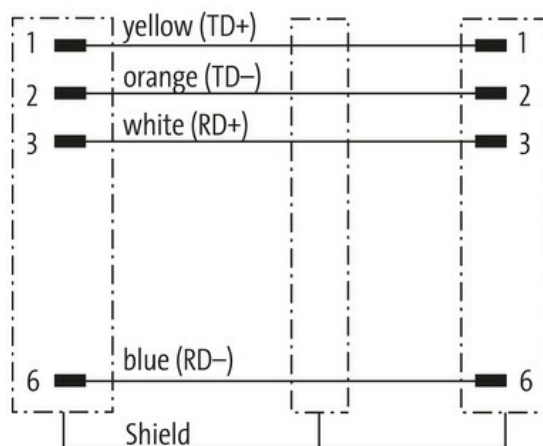 1 yellow (TD+) 1
2 orange (TD–) 2
3 white (RD+) 3
6 blue (RD–) 6
Shield